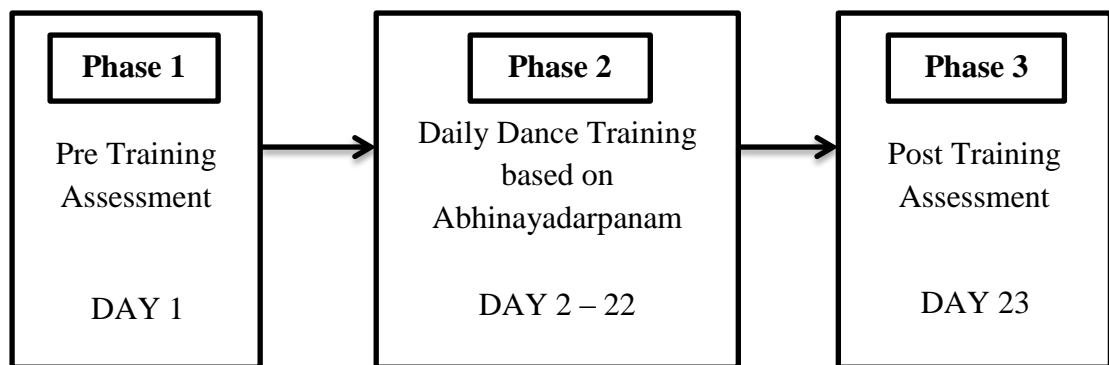 Phase 1
Pre Training
Assessment
DAY 1
Phase 2
Daily Dance Training
based on
Abhinayadarpanam
DAY 2 – 22
Phase 3
Post Training
Assessment
DAY 23